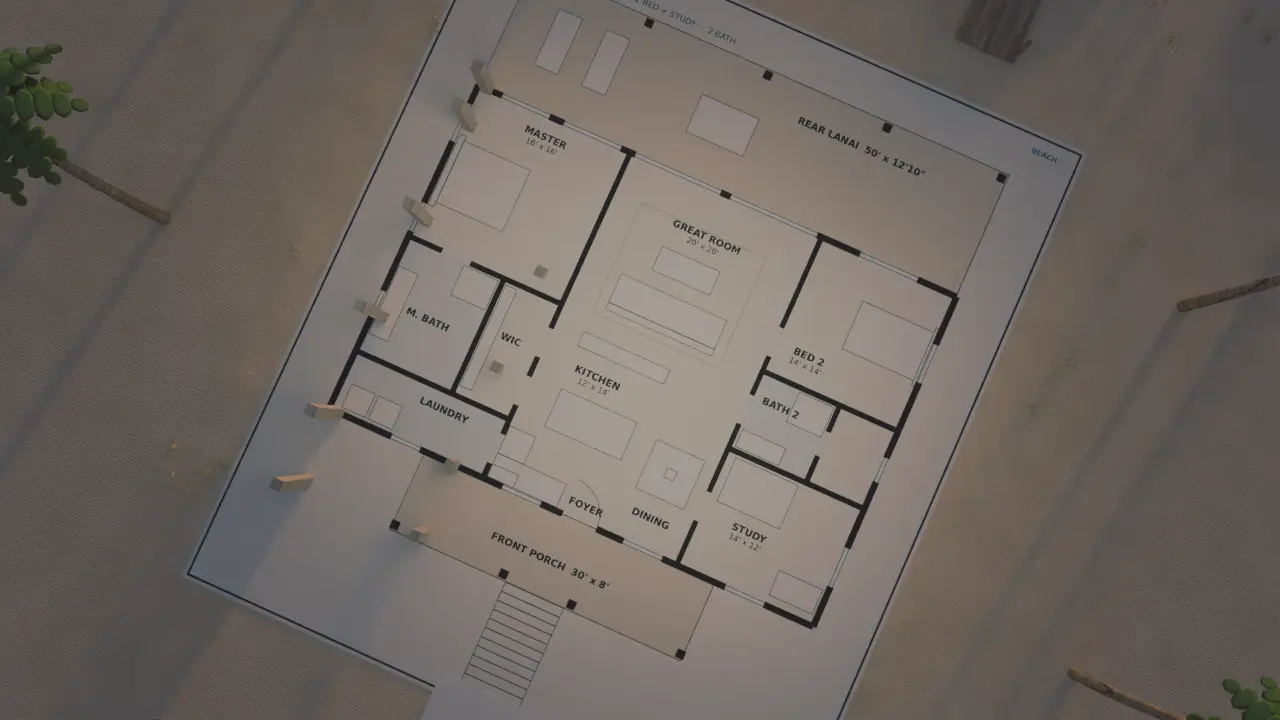 BED + STUDY 2 BATH
BEACH
REAR LANAI 50' x 12'10"
MASTER
16' x 16'
GREAT ROOM
20' x 20'
M. BATH
WIC
BED 2
14' x 14'
KITCHEN
12' x 14'
BATH 2
LAUNDRY
FOYER
DINING
STUDY
14' x 12'
FRONT PORCH 30' x 8'